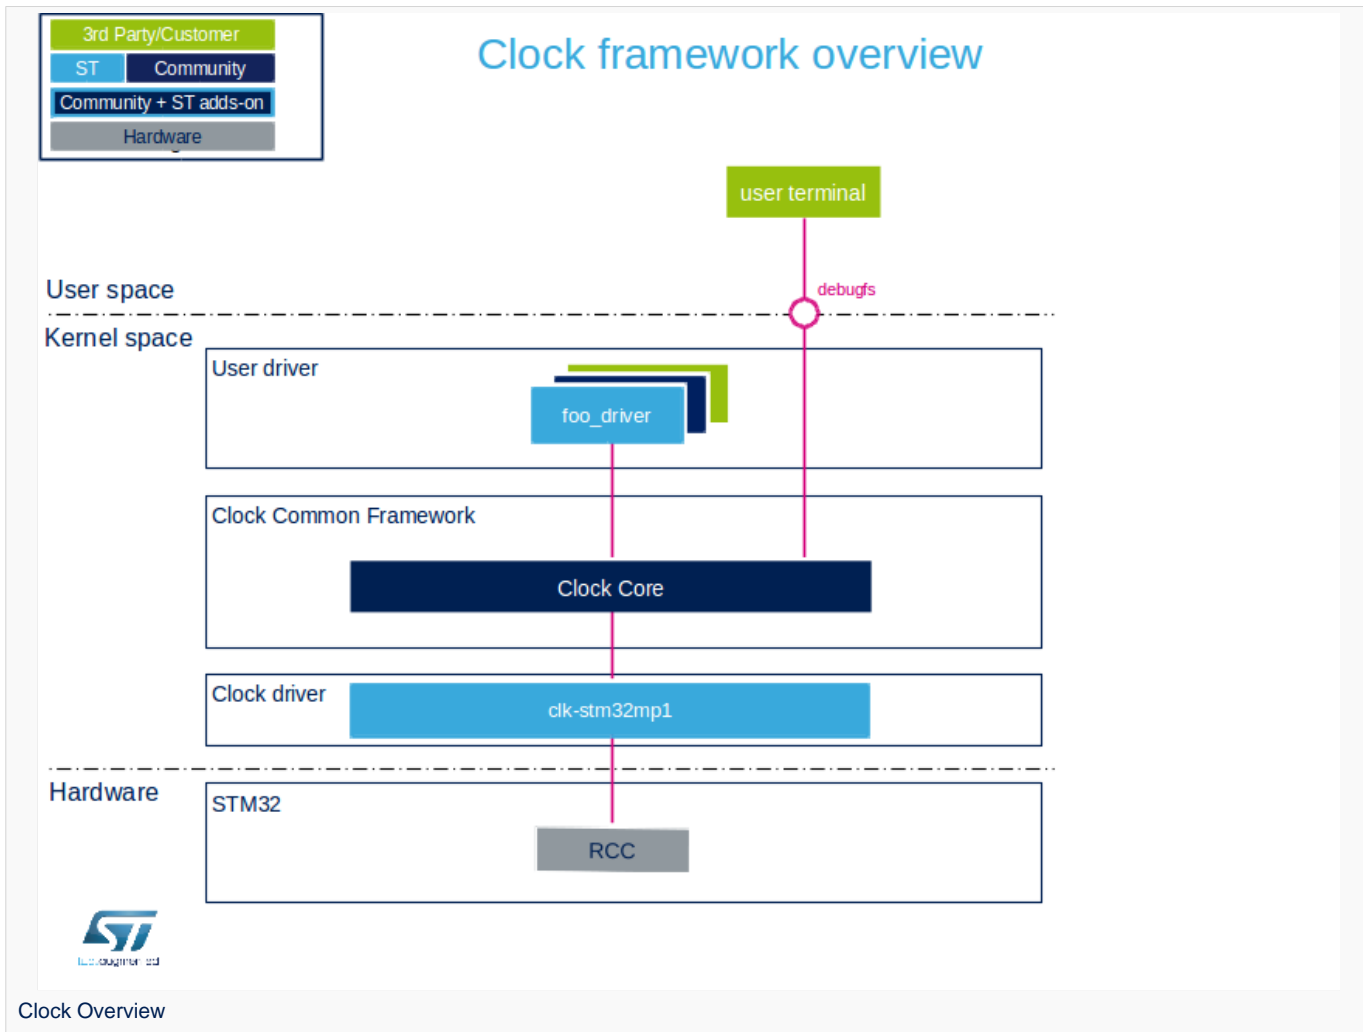 3rd Party/Customer
ST Community
Community + ST adds-on
Hardware
Clock framework overview
user terminal
debugfs
User space
Kernel space
User driver
foo_driver
Clock Common Framework
Clock Core
Clock driver
clk-stm32mp1
Hardware
STM32
RCC
ST
Clock Overview